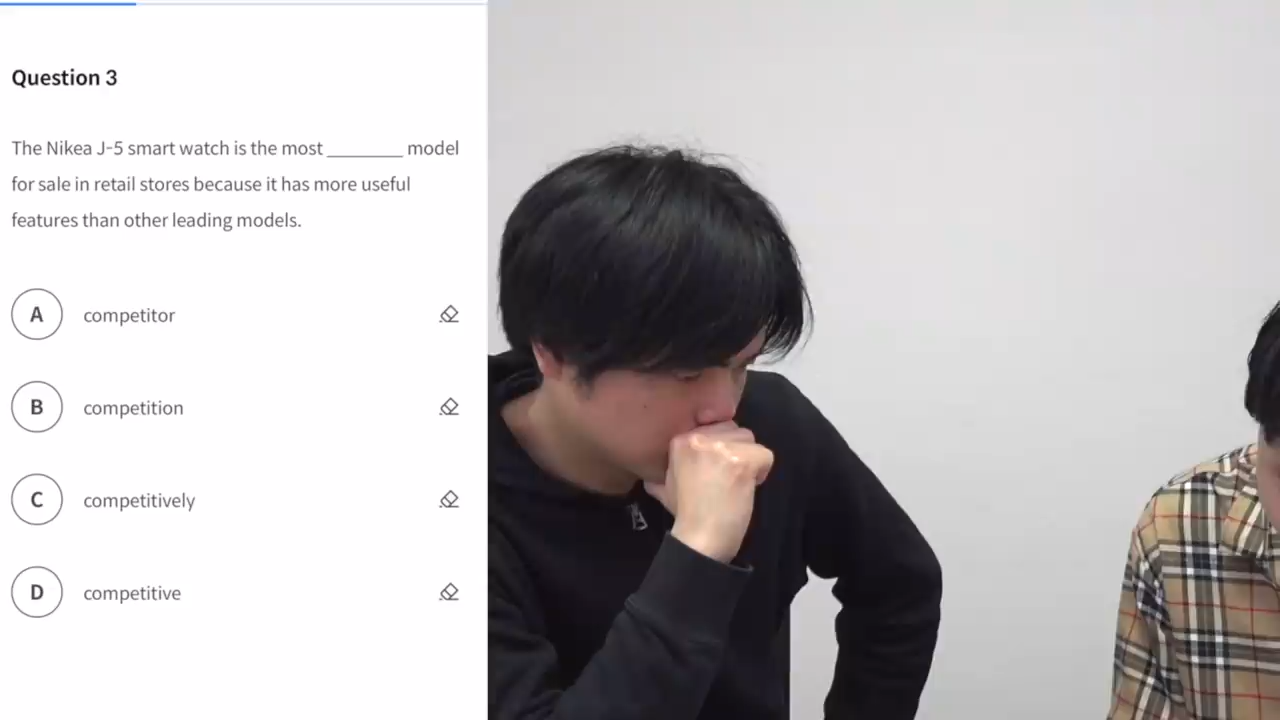 Question 3
The Nikea J-5 smart watch is the most ________ model
for sale in retail stores because it has more useful
features than other leading models.
A competitor
B competition
C competitively
D competitive